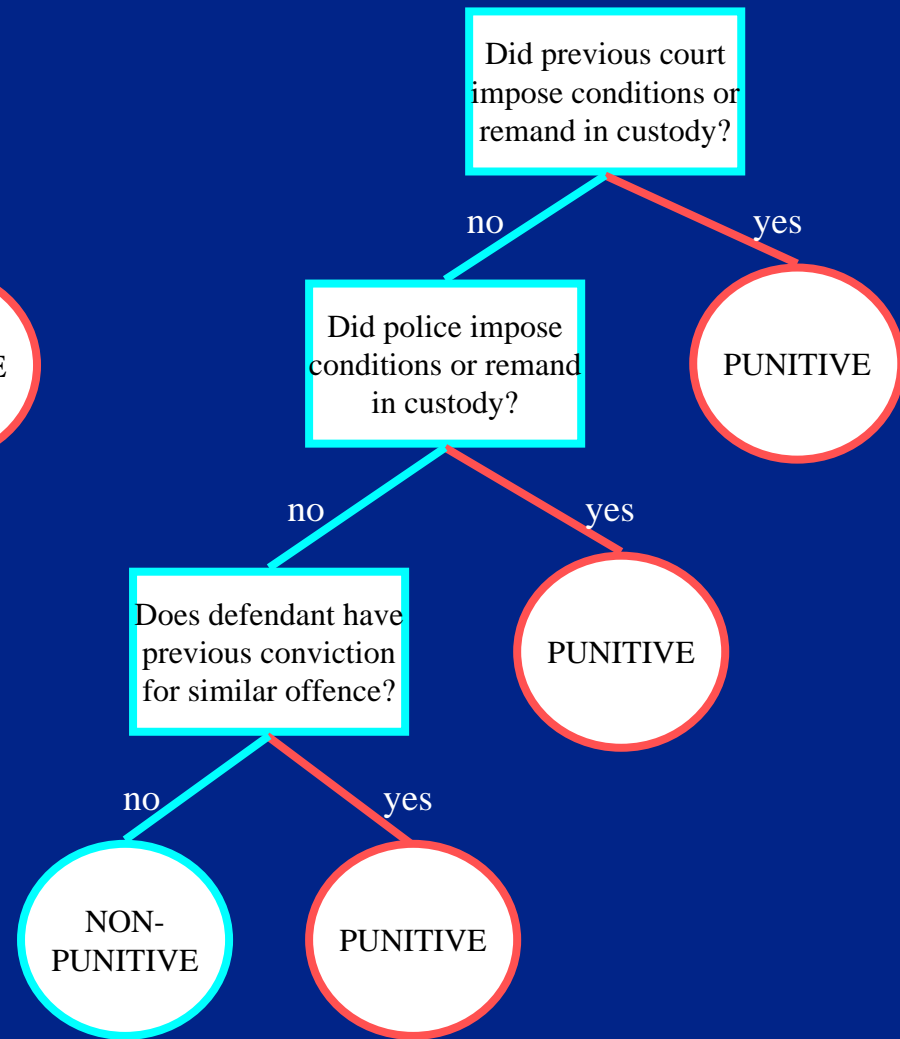 Did previous court
impose conditions or
remand in custody?
no
yes
Did police impose
conditions or remand
in custody?
PUNITIVE
no
yes
Does defendant have
previous conviction
for similar offence?
PUNITIVE
no
yes
NON-
PUNITIVE
PUNITIVE